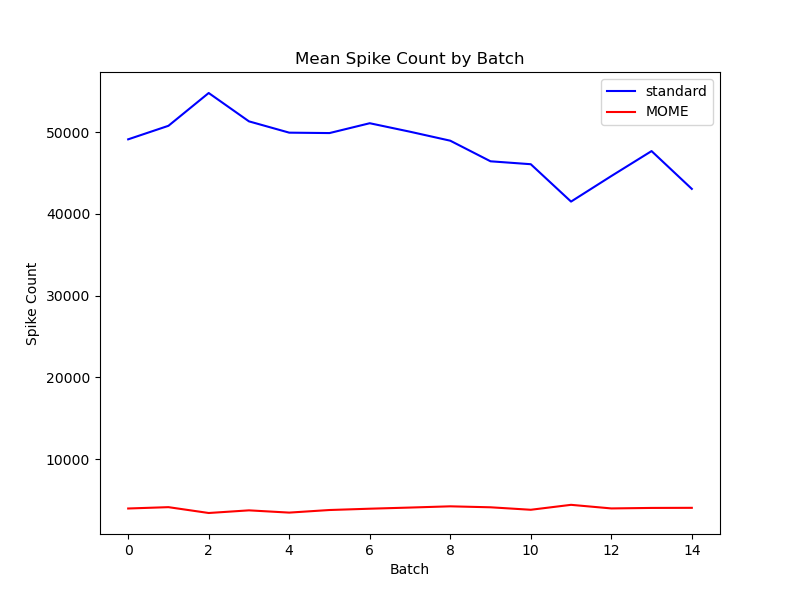 Mean Spike Count by Batch
standard
MOME
50000
40000
30000
20000
10000
Spike Count
0 2 4 6 8 10 12 14
Batch